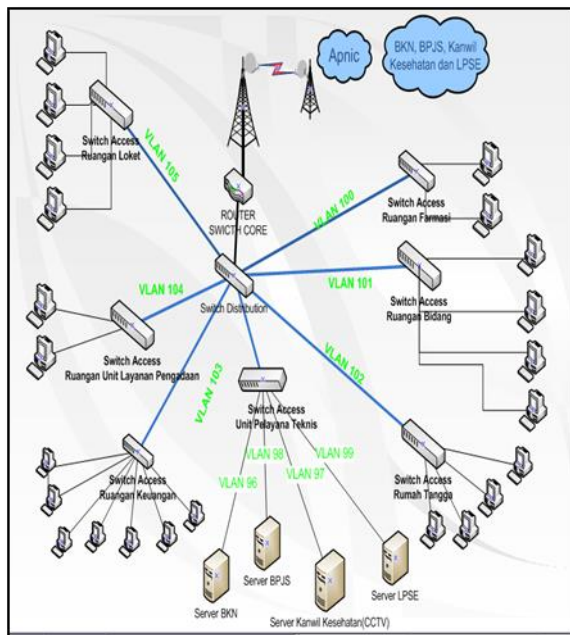 Apnic
BKN, BPJS, Kanwil
Kesehatan dan LPSE
Switch Access
Ruangan Loket
VLAN 105
ROUTER
SWICTH CORE
VLAN 100
Switch Access
Ruangan Farmasi
VLAN 104
Switch Distribution
VLAN 101
Switch Access
Ruangan Bidang
Switch Access
Ruangan Unit Layanan Pengadaan
VLAN 103
VLAN 102
Switch Access
Unit Pelayana Teknis
Switch Access
Ruangan Keuangan
VLAN 96
VLAN 98
VLAN 97
VLAN 99
Switch Access
Rumah Tangga
Server BKN
Server BPJS
Server Kanwil Kesehatan(CCTV)
Server LPSE